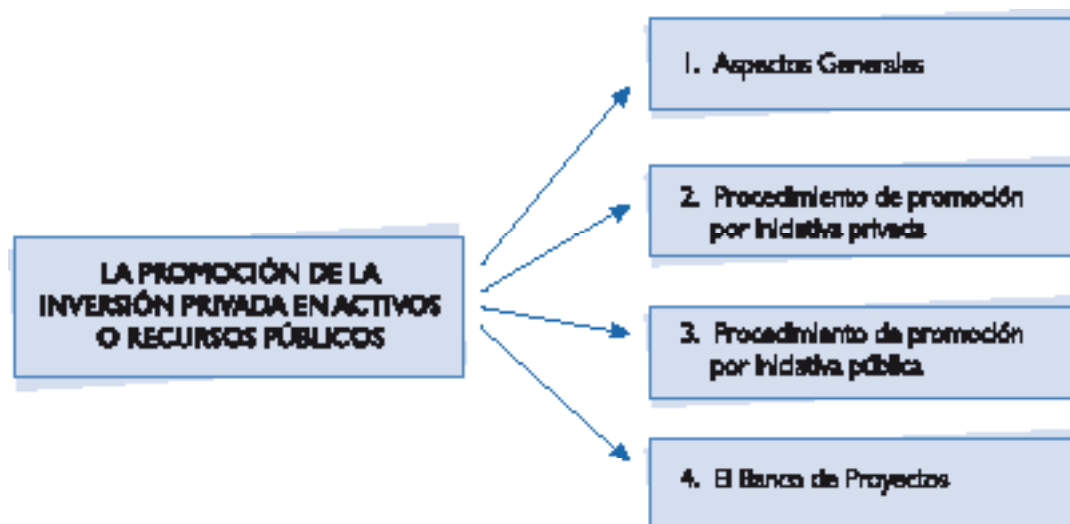 LA PROMOCIÓN DE LA
INVERSIÓN PRIVADA EN ACTIVOS
O RECURSOS PÚBLICOS
1. Aspectos Generales
2. Procedimiento de promoción
por iniciativa privada
3. Procedimiento de promoción
por iniciativa pública
4. El Banco de Proyectos